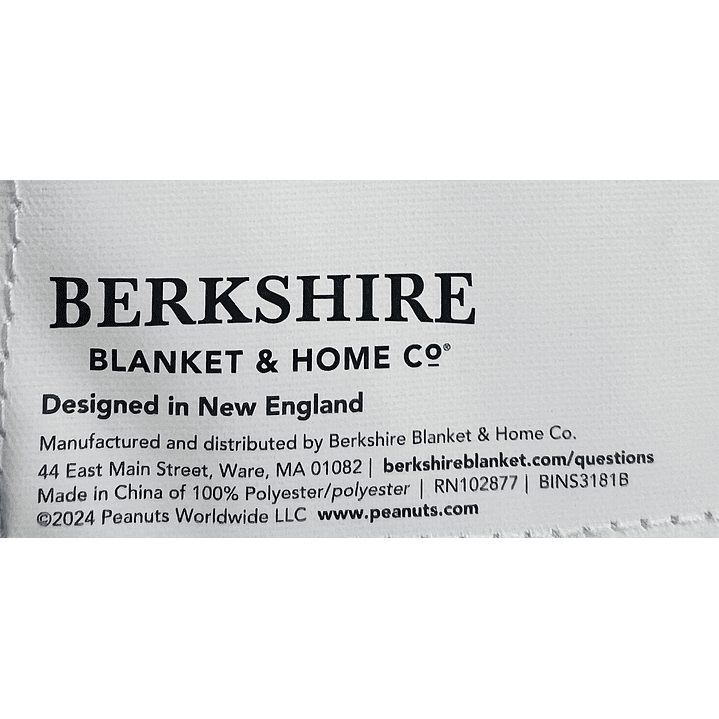 BERKSHIRE
BLANKET & HOME Cº®
Designed in New England
Manufactured and distributed by Berkshire Blanket & Home Co.
44 East Main Street, Ware, MA 01082 | berkshireblanket.com/questions
Made in China of 100% Polyester/polyester | RN102877 | BINS3181B
©2024 Peanuts Worldwide LLC www.peanuts.com